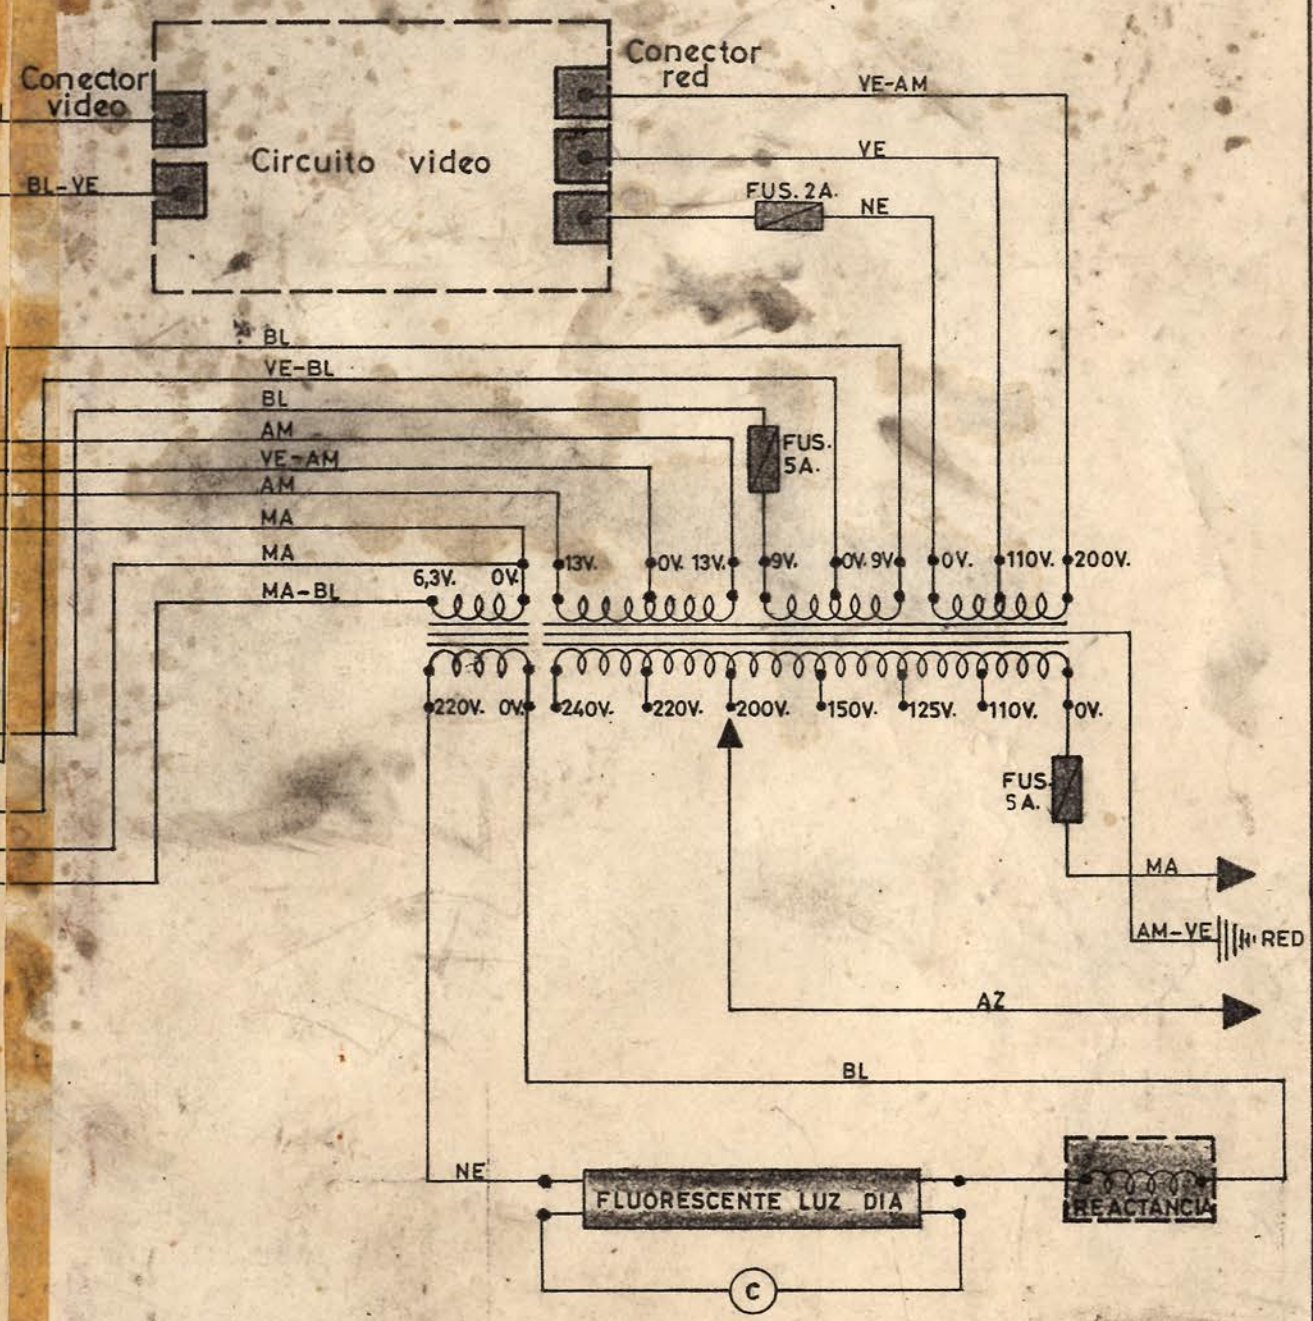 Conector
video
BL-VE
Circuito video
Conector
red
VE-AM
VE
FUS. 2A.
NE
BL
VE-BL
BL
AM
VE-AM
AM
MA
MA
MA-BL
FUS.
5A.
6,3V. 0V.
13V. 0V. 13V. 9V. 0V. 9V. 0V. 110V. 200V.
220V. 0V. 240V. 220V. 200V. 150V. 125V. 110V. 0V.
FUS.
5A.
MA
AM-VE
RED
AZ
BL
NE
FLUORESCENTE LUZ DIA
REACTANCIA
C